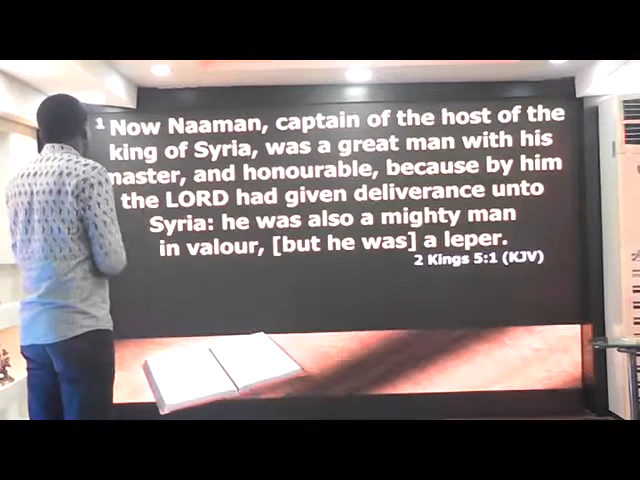 1 Now Naaman, captain of the host of the
king of Syria, was a great man with his
master, and honourable, because by him
the LORD had given deliverance unto
Syria: he was also a mighty man
in valour, [but he was] a leper.
2 Kings 5:1 (KJV)